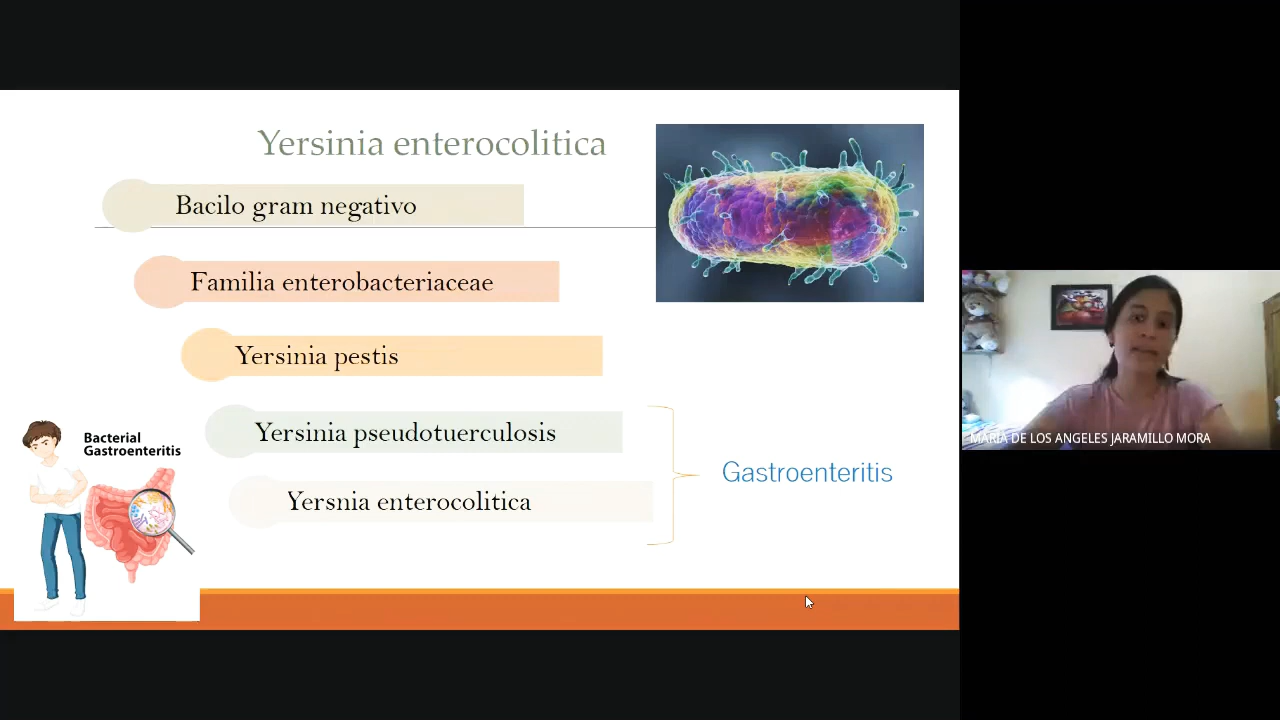 Yersinia enterocolitica
Bacilo gram negativo
Familia enterobacteriaceae
Yersinia pestis
Yersinia pseudotuerculosis
Yersnia enterocolitica
Gastroenteritis
Bacterial
Gastroenteritis
MARIA DE LOS ANGELES JARAMILLO MORA